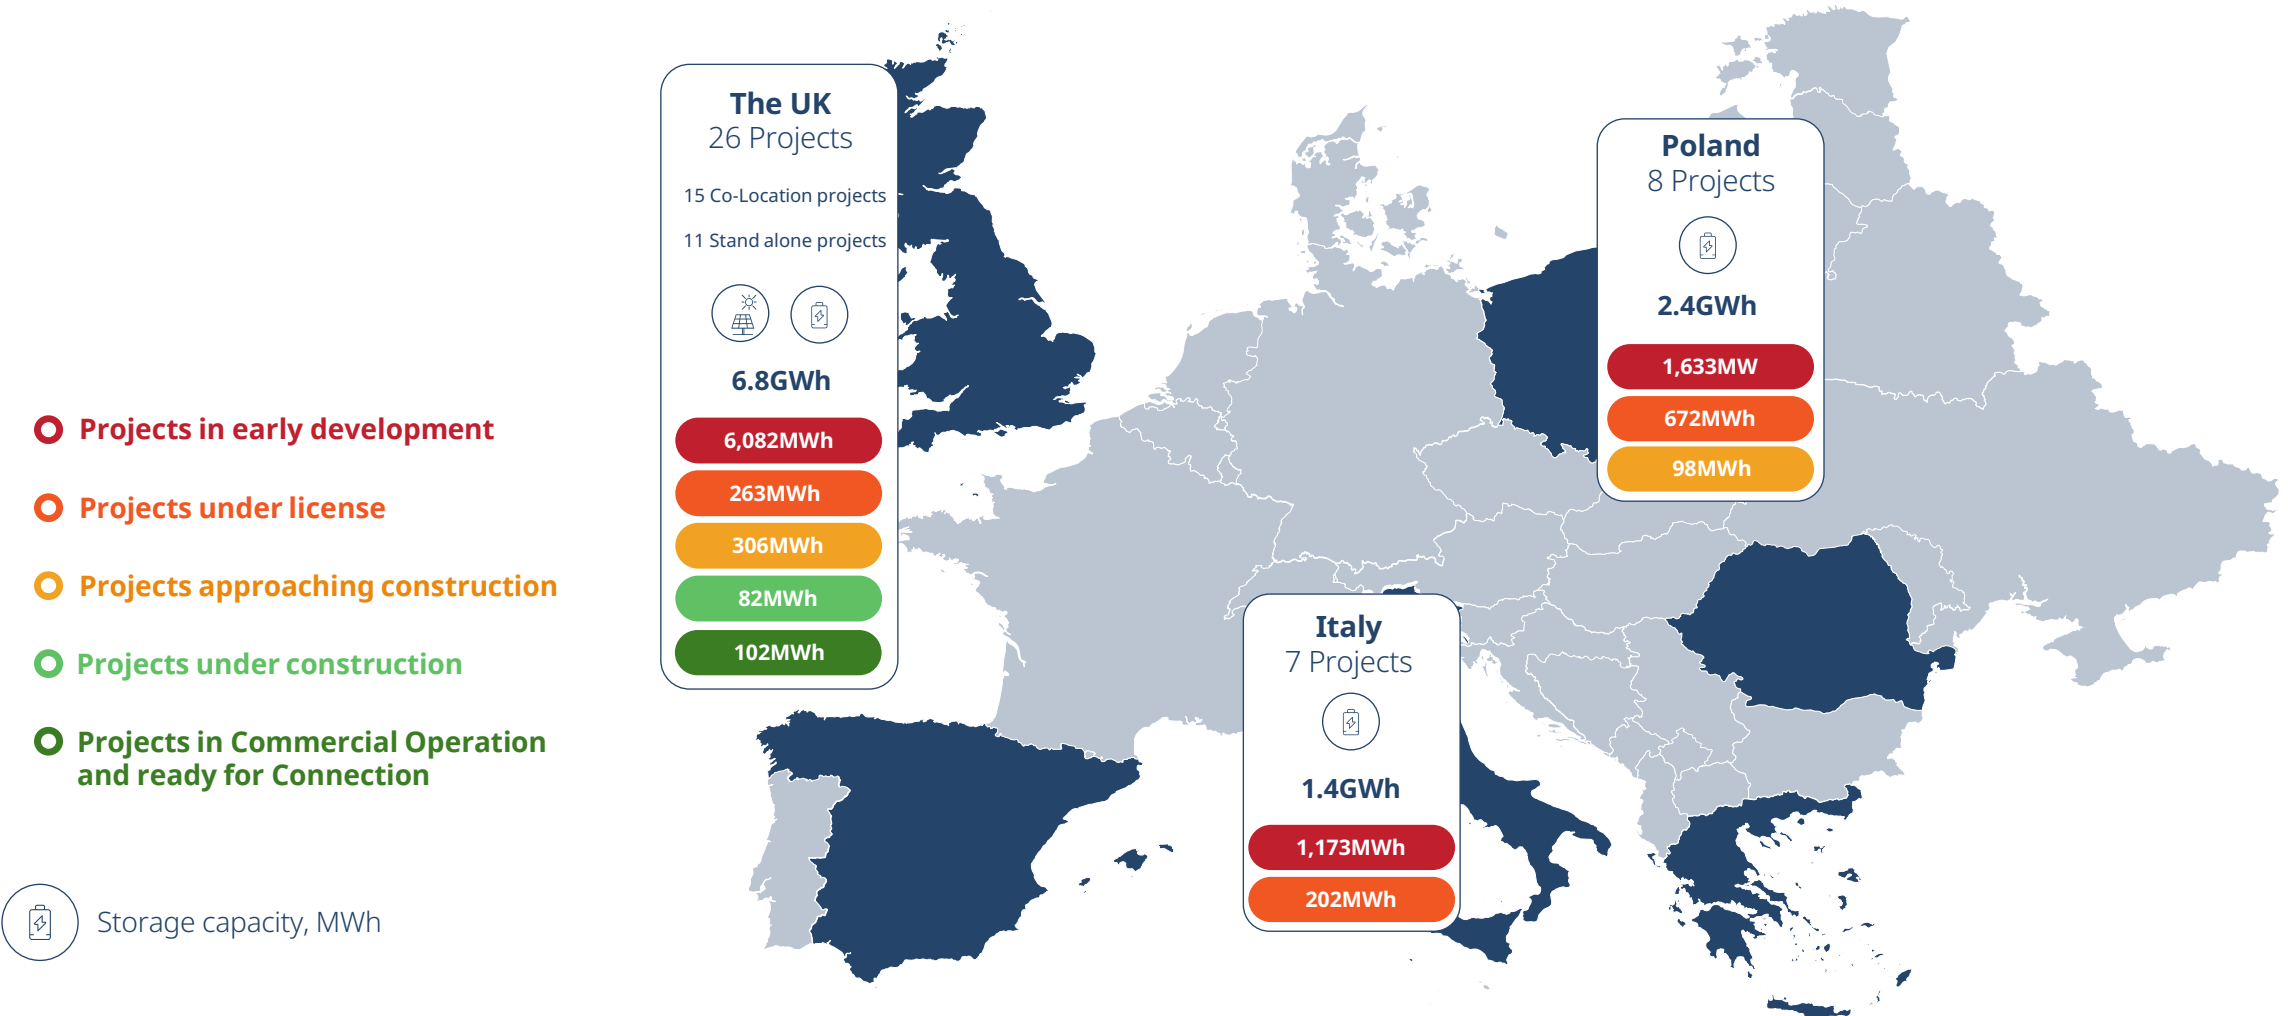 The UK
26 Projects
15 Co-Location projects
11 Stand alone projects
6.8GWh
6,082MWh
263MWh
306MWh
82MWh
102MWh
Poland
8 Projects
2.4GWh
1,633MW
672MWh
98MWh
Italy
7 Projects
1.4GWh
1,173MWh
202MWh
Projects in early development
Projects under license
Projects approaching construction
Projects under construction
Projects in Commercial Operation
and ready for Connection
Storage capacity, MWh